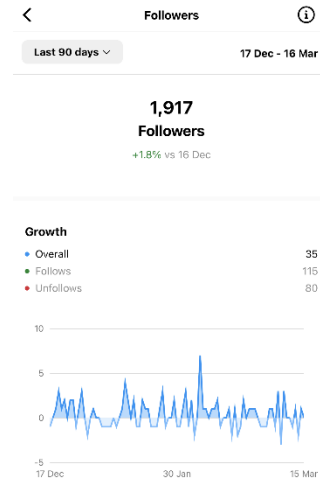 Followers
Last 90 days
17 Dec - 16 Mar
1,917
Followers
+1.8% vs 16 Dec
Growth
Overall 35
Follows 115
Unfollows 80
10
5
0
-5
17 Dec 30 Jan 15 Mar